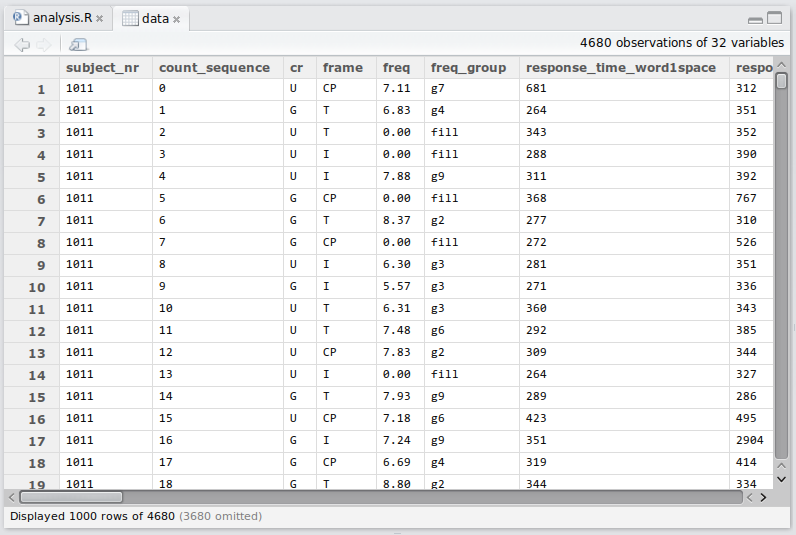 analysis.R data
4680 observations of 32 variables
subject_nr count_sequence cr frame freq freq_group response_time_word1space respo
1 1011 0 U CP 7.11 g7 681 312
2 1011 1 G T 6.83 g4 264 351
3 1011 2 U T 0.00 fill 343 352
4 1011 3 U I 0.00 fill 288 390
5 1011 4 U I 7.88 g9 311 392
6 1011 5 G CP 0.00 fill 368 767
7 1011 6 G T 8.37 g2 277 310
8 1011 7 G CP 0.00 fill 272 526
9 1011 8 U I 6.30 g3 281 351
10 1011 9 G I 5.57 g3 271 336
11 1011 10 U T 6.31 g3 360 343
12 1011 11 U T 7.48 g6 292 385
13 1011 12 U CP 7.83 g2 309 344
14 1011 13 U I 0.00 fill 264 327
15 1011 14 G T 7.93 g9 289 286
16 1011 15 U CP 7.18 g6 423 495
17 1011 16 G I 7.24 g9 351 2904
18 1011 17 G CP 6.69 g4 319 414
19 1011 18 G T 8.80 g2 344 334
Displayed 1000 rows of 4680 (3680 omitted)